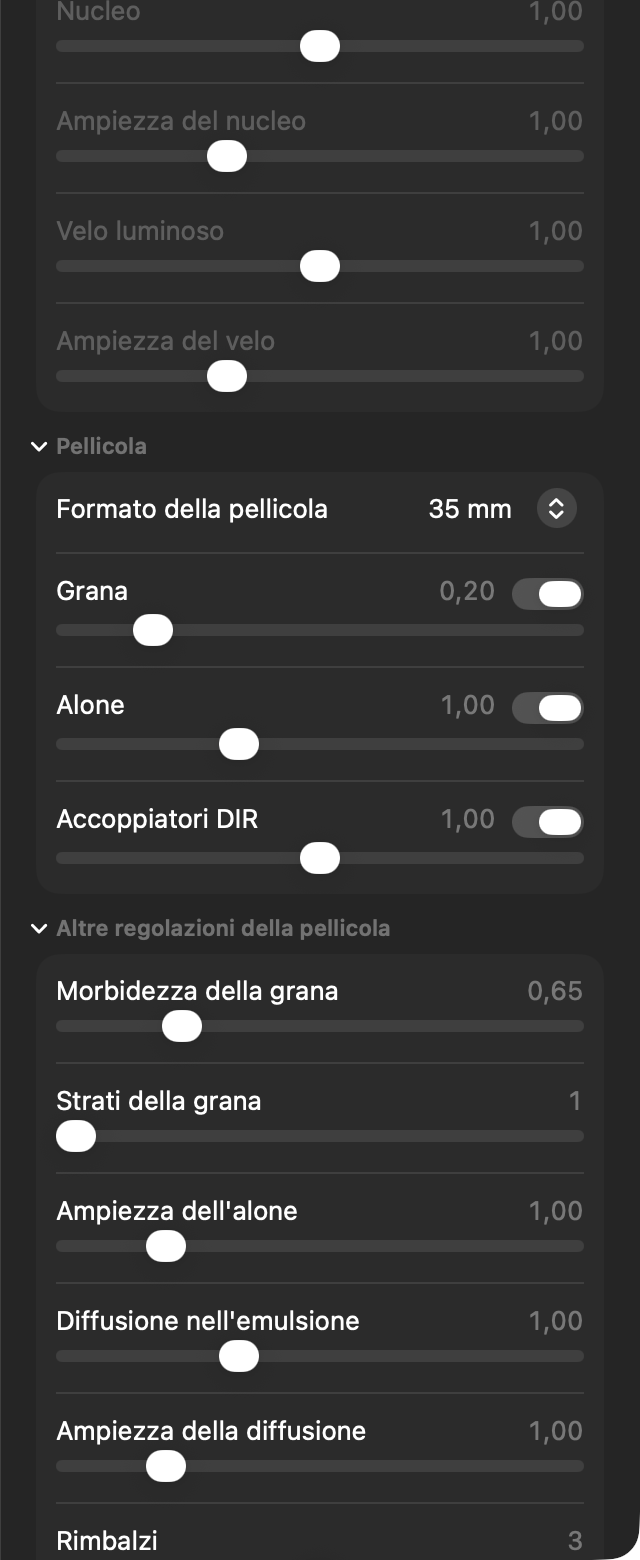 Nucleo 1,00
Ampiezza del nucleo 1,00
Velo luminoso 1,00
Ampiezza del velo 1,00
Pellicola
Formato della pellicola 35 mm
Grana 0,20
Alone 1,00
Accoppiatori DIR 1,00
Altre regolazioni della pellicola
Morbidezza della grana 0,65
Strati della grana 1
Ampiezza dell'alone 1,00
Diffusione nell'emulsione 1,00
Ampiezza della diffusione 1,00
Rimbalzi 3